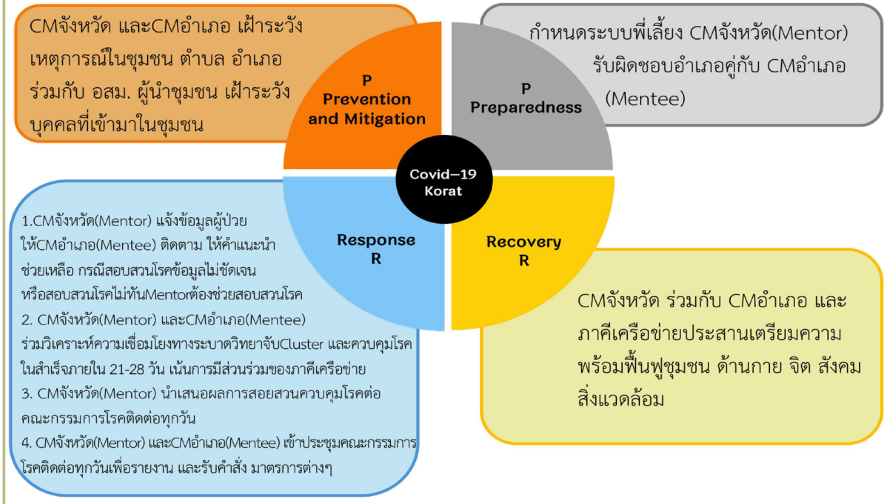 CMจังหวัด และCMอำเภอ เฝ้าระวัง
เหตุการณ์ในชุมชน ตำบล อำเภอ
ร่วมกับ อสม. ผู้นำชุมชน เฝ้าระวัง
บุคคลที่เข้ามาในชุมชน
P
Prevention
and Mitigation
P
Preparedness
กำหนดระบบพี่เลี้ยง CMจังหวัด(Mentor)
รับผิดชอบอำเภอคู่กับ CMอำเภอ
(Mentee)
Covid–19
Korat
1.CMจังหวัด(Mentor) แจ้งข้อมูลผู้ป่วย
ให้CMอำเภอ(Mentee) ติดตาม ให้คำแนะนำ
ช่วยเหลือ กรณีสอบสวนโรคข้อมูลไม่ชัดเจน
หรือสอบสวนโรคไม่ทันMentorต้องช่วยสอบสวนโรค
2. CMจังหวัด(Mentor) และCMอำเภอ(Mentee)
ร่วมวิเคราะห์ความเชื่อมโยงทางระบาดวิทยาจับCluster และควบคุมโรค
ในสำเร็จภายใน 21-28 วัน เน้นการมีส่วนร่วมของภาคีเครือข่าย
3. CMจังหวัด(Mentor) นำเสนอผลการสอยสวนควบคุมโรคต่อ
คณะกรรมการโรคติดต่อทุกวัน
4. CMจังหวัด(Mentor) และCMอำเภอ(Mentee) เข้าประชุมคณะกรรมการ
โรคติดต่อทุกวันเพื่อรายงาน และรับคำสั่ง มาตรการต่างๆ
Response
R
Recovery
R
CMจังหวัด ร่วมกับ CMอำเภอ และ
ภาคีเครือข่ายประสานเตรียมความ
พร้อมฟื้นฟูชุมชน ด้านกาย จิต สังคม
สิ่งแวดล้อม